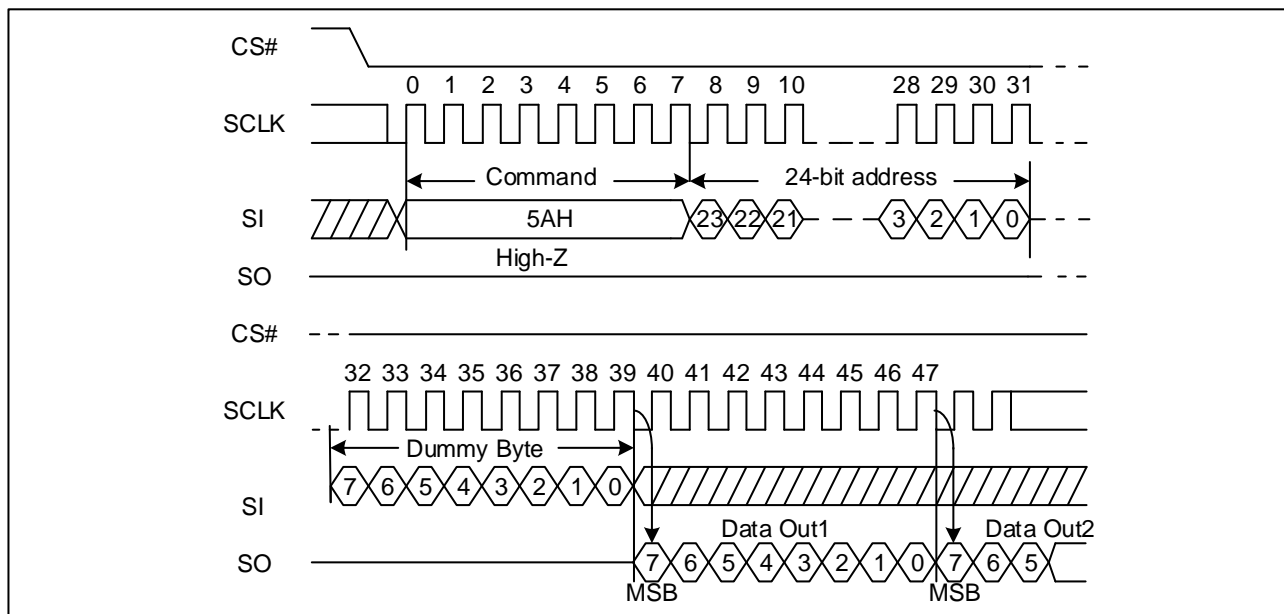 CS#
0 1 2 3 4 5 6 7 8 9 10 28 29 30 31
SCLK
Command 24-bit address
SI 5AH 23 22 21 3 2 1 0
High-Z
SO
CS#
32 33 34 35 36 37 38 39 40 41 42 43 44 45 46 47
SCLK
Dummy Byte
SI 7 6 5 4 3 2 1 0
Data Out1 Data Out2
SO 7 6 5 4 3 2 1 0 7 6 5
MSB MSB